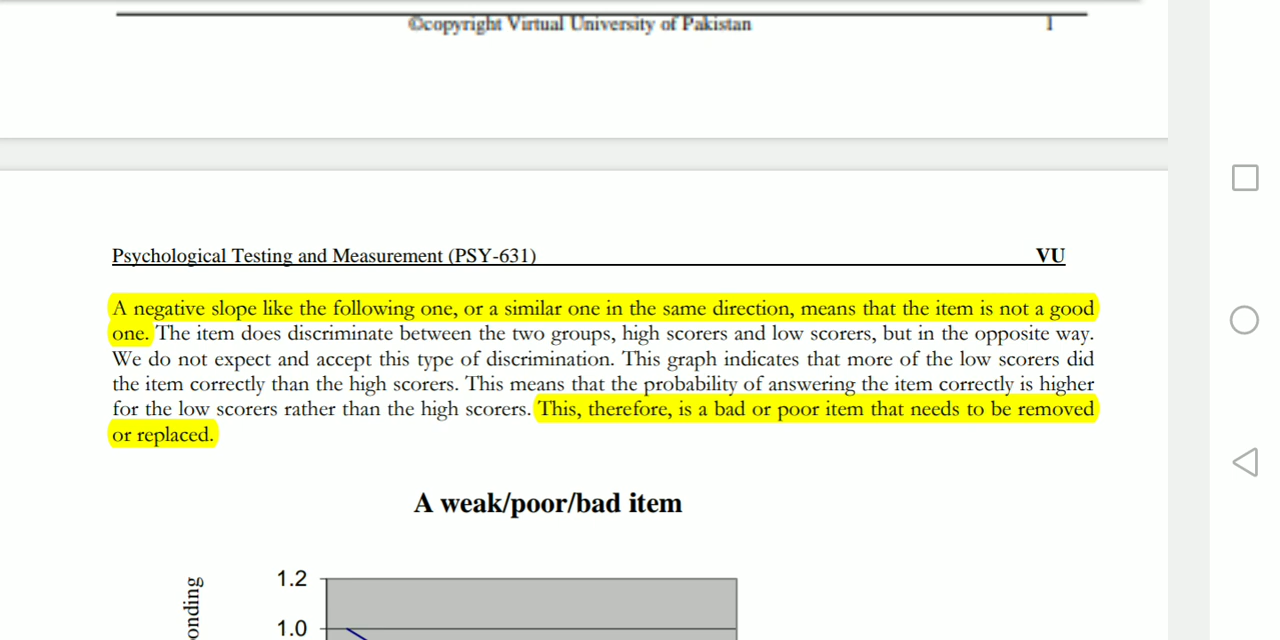 ©copyright Virtual University of Pakistan 1
Psychological Testing and Measurement (PSY-631) VU
A negative slope like the following one, or a similar one in the same direction, means that the item is not a good
one. The item does discriminate between the two groups, high scorers and low scorers, but in the opposite way.
We do not expect and accept this type of discrimination. This graph indicates that more of the low scorers did
the item correctly than the high scorers. This means that the probability of answering the item correctly is higher
for the low scorers rather than the high scorers. This, therefore, is a bad or poor item that needs to be removed
or replaced.
A weak/poor/bad item
onding
1.2
1.0